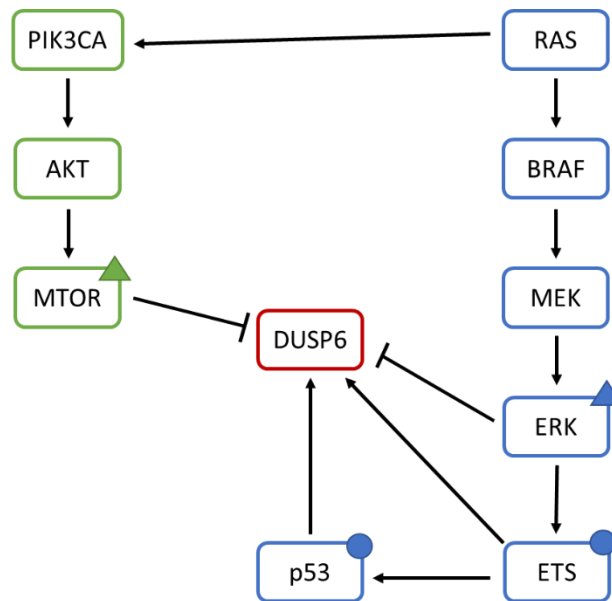 PIK3CA
RAS
AKT
BRAF
MTOR
MEK
DUSP6
ERK
p53
ETS